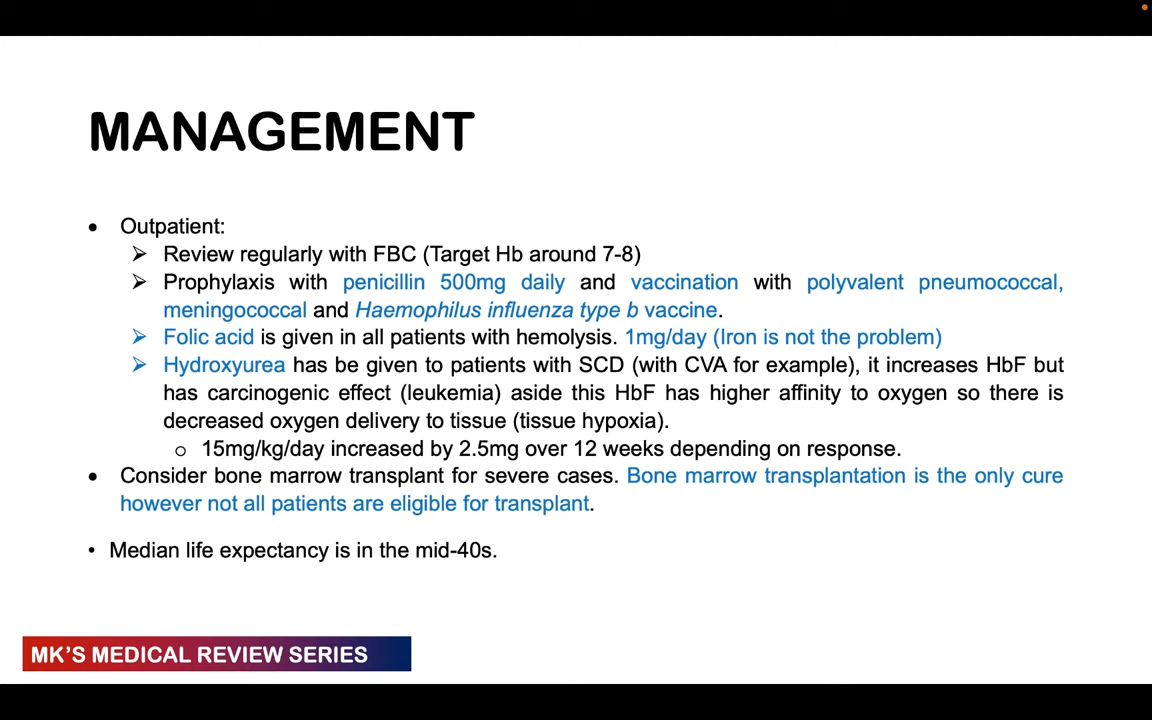 MANAGEMENT
• Outpatient:
➢ Review regularly with FBC (Target Hb around 7-8)
➢ Prophylaxis with penicillin 500mg daily and vaccination with polyvalent pneumococcal,
meningococcal and Haemophilus influenza type b vaccine.
➢ Folic acid is given in all patients with hemolysis. 1mg/day (Iron is not the problem)
➢ Hydroxyurea has be given to patients with SCD (with CVA for example), it increases HbF but
has carcinogenic effect (leukemia) aside this HbF has higher affinity to oxygen so there is
decreased oxygen delivery to tissue (tissue hypoxia).
o 15mg/kg/day increased by 2.5mg over 12 weeks depending on response.
• Consider bone marrow transplant for severe cases. Bone marrow transplantation is the only cure
however not all patients are eligible for transplant.
• Median life expectancy is in the mid-40s.
MK'S MEDICAL REVIEW SERIES